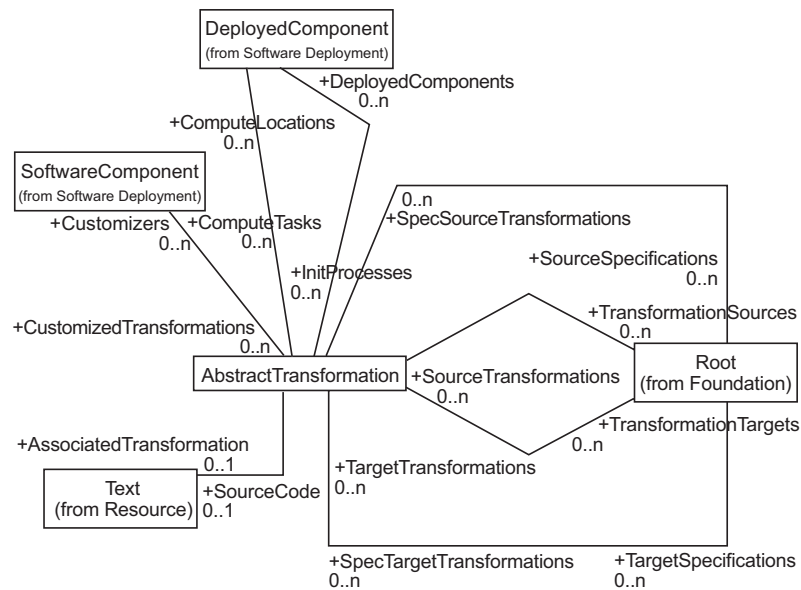 DeployedComponent
(from Software Deployment)
+DeployedComponents
0..n
+ComputeLocations
0..n
SoftwareComponent
(from Software Deployment)
+Customizers
0..n
+ComputeTasks
0..n
0..n
+SpecSourceTransformations
+SourceSpecifications
0..n
+InitProcesses
0..n
+TransformationSources
0..n
+CustomizedTransformations
0..n
AbstractTransformation
+SourceTransformations
0..n
Root
(from Foundation)
+TransformationTargets
0..n
+AssociatedTransformation
0..1
+TargetTransformations
0..n
Text
(from Resource)
+SourceCode
0..1
+SpecTargetTransformations
0..n
+TargetSpecifications
0..n